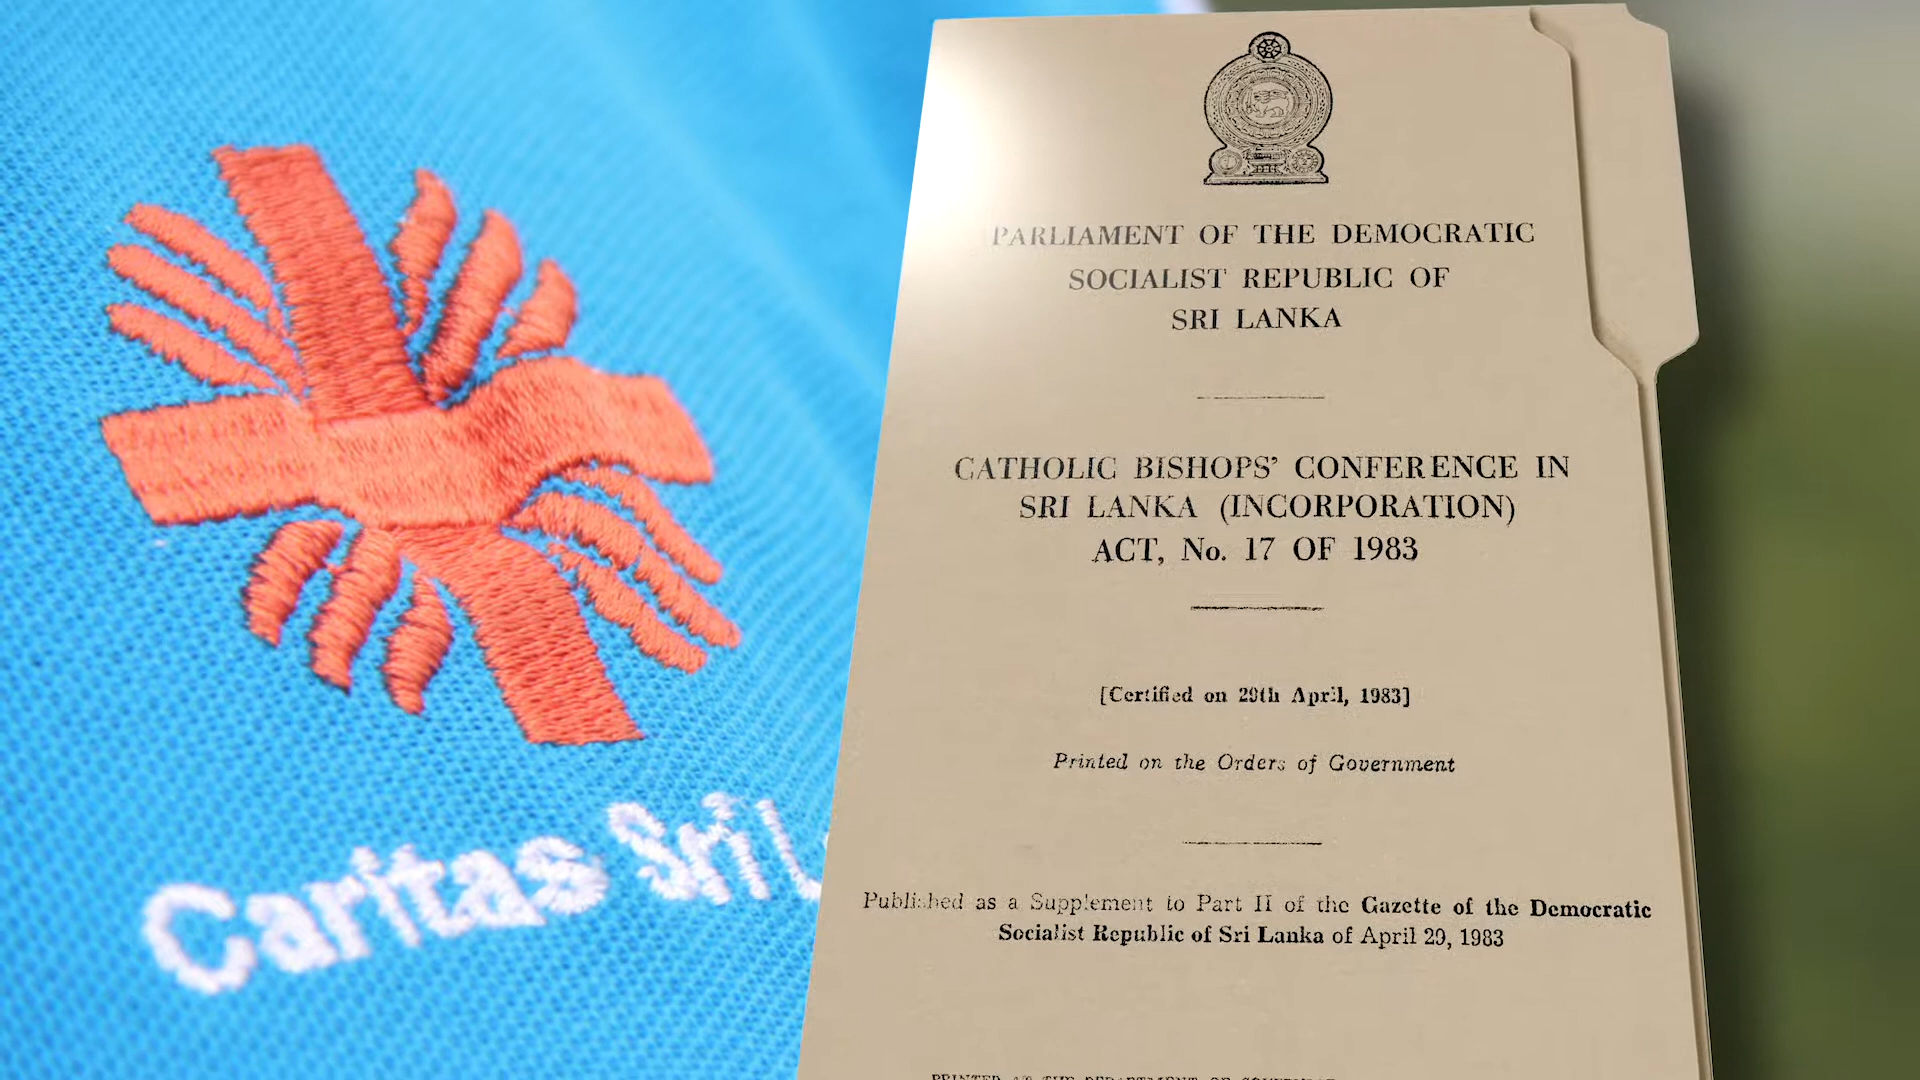 Caritas Sri L
PARLIAMENT OF THE DEMOCRATIC
SOCIALIST REPUBLIC OF
SRI LANKA
CATHOLIC BISHOPS' CONFERENCE IN
SRI LANKA (INCORPORATION)
ACT, No. 17 OF 1983
[Certified on 29th April, 1983]
Printed on the Orders of Government
Published as a Supplement to Part II of the Gazette of the Democratic
Socialist Republic of Sri Lanka of April 29, 1983